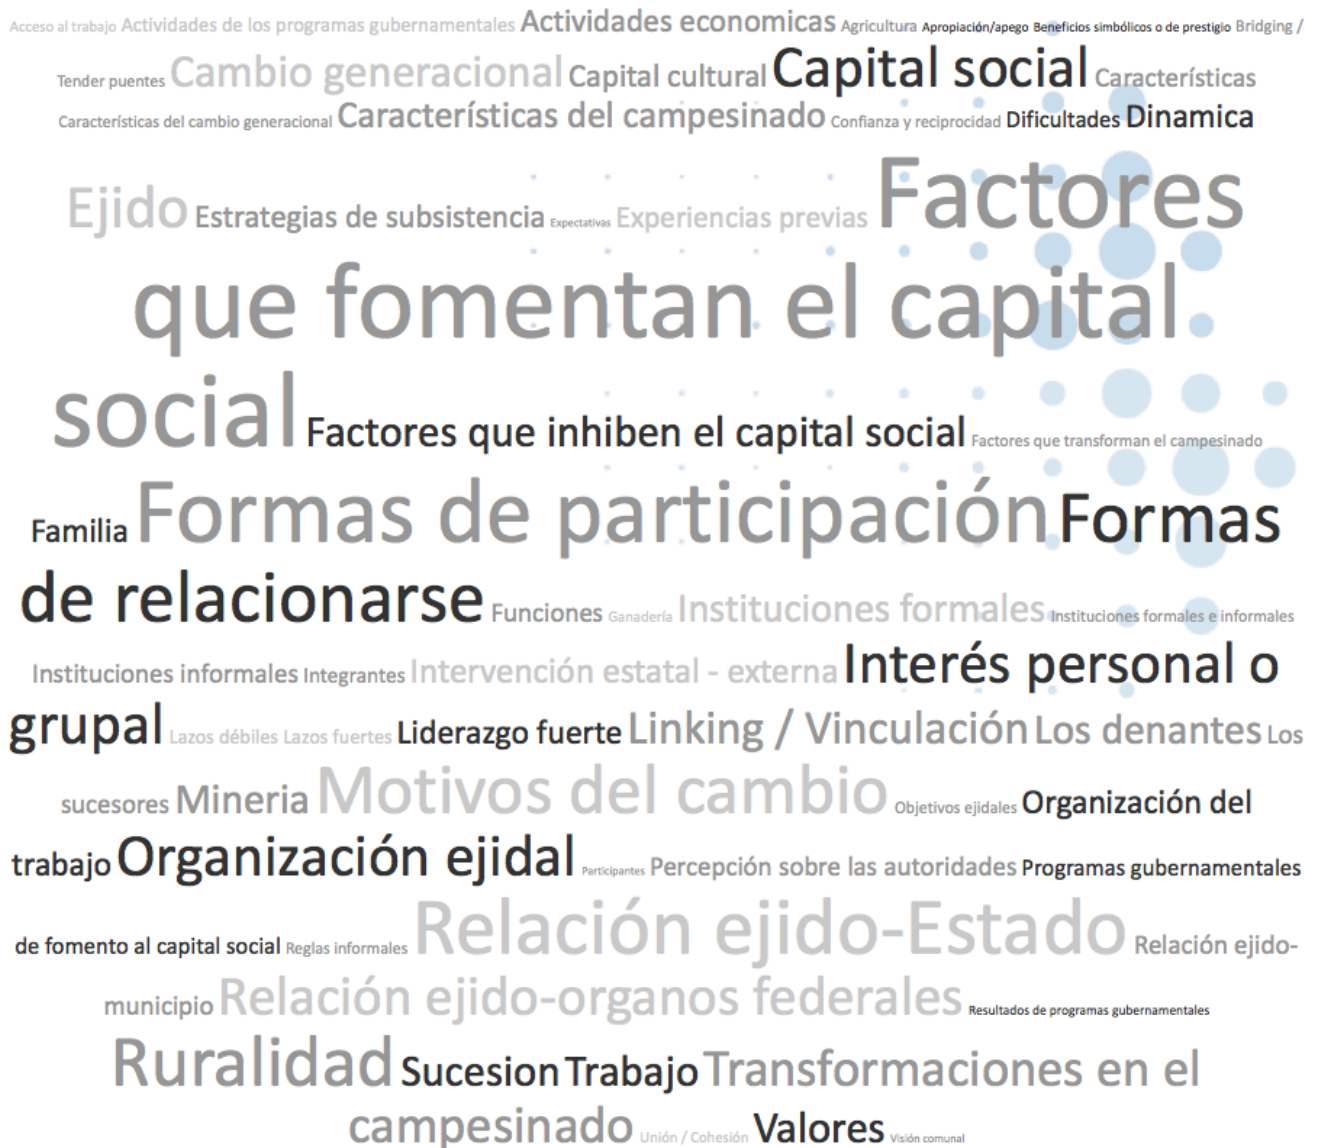 Acceso al trabajo Actividades de los programas gubernamentales Actividades economicas Agricultura Apropiación/apego Beneficios simbólicos o de prestigio Bridging /
Tender puentes Cambio generacional Capital cultural Capital social Características
Características del cambio generacional Características del campesinado Confianza y reciprocidad Dificultades Dinamica
Ejido Estrategias de subsistencia Expectativas Experiencias previas Factores
que fomentan el capital
social Factores que inhiben el capital social Factores que transforman el campesinado
Familia Formas de participación Formas
de relacionarse Funciones Ganadería Instituciones formales Instituciones formales e informales
Instituciones informales Integrantes Intervención estatal - externa Interés personal o
grupal Lazos débiles Lazos fuertes Liderazgo fuerte Linking / Vinculación Los denantes Los
sucesores Mineria Motivos del cambio Objetivos ejidales Organización del
trabajo Organización ejidal Participantes Percepción sobre las autoridades Programas gubernamentales
de fomento al capital social Reglas informales Relación ejido-Estado Relación ejido-
municipio Relación ejido-organos federales Resultados de programas gubernamentales
Ruralidad Sucesion Trabajo Transformaciones en el
campesinado Unión / Cohesión Valores Visión comunal